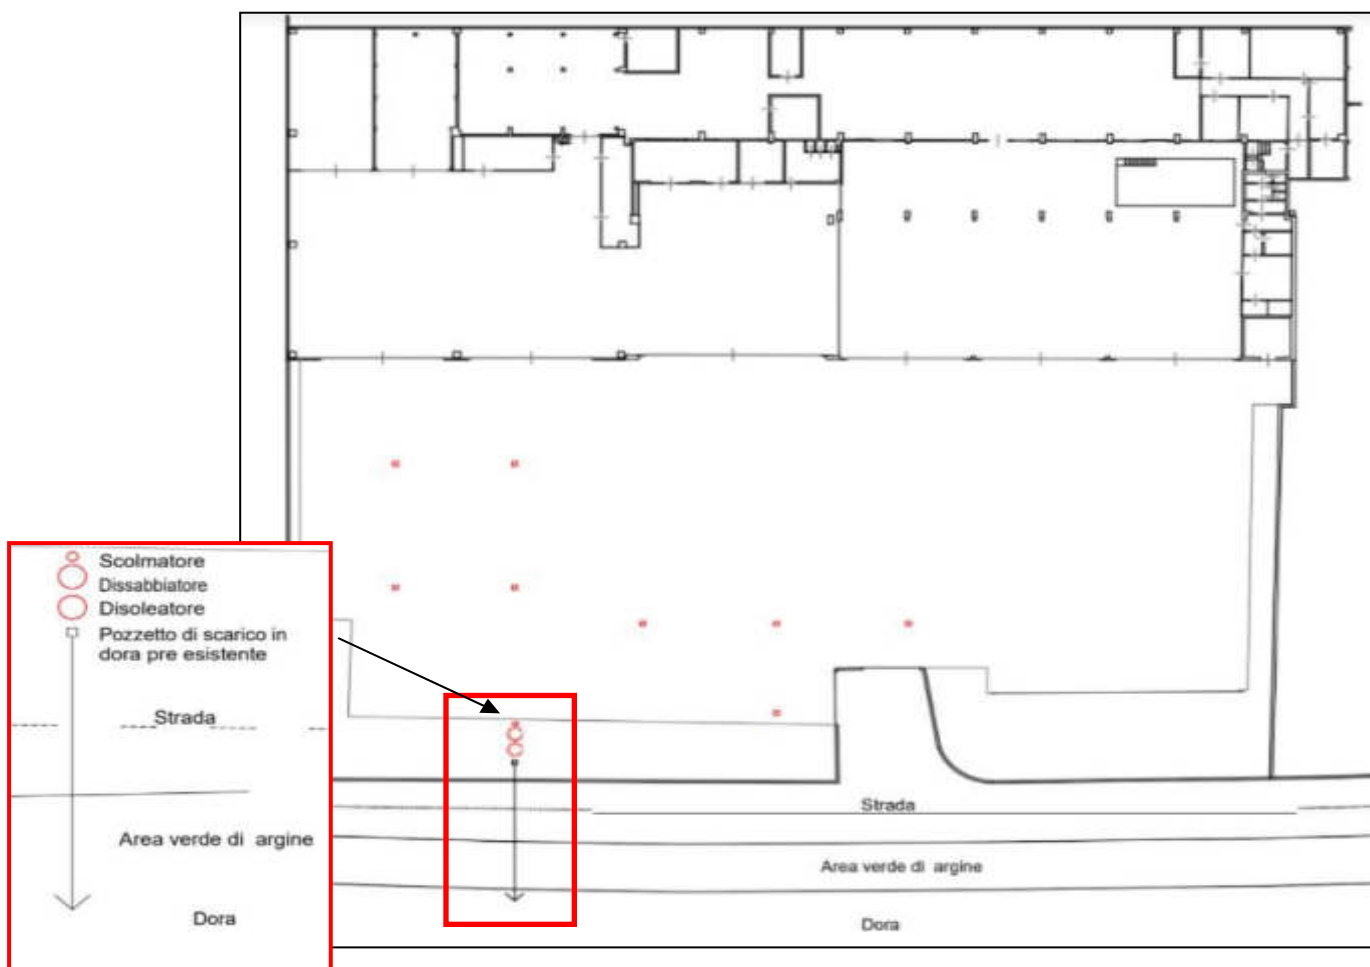 Scolmatore
Dissabbiatore
Disoleatore
Pozzetto di scarico in
dora pre esistente
Strada
Area verde di argine
Dora
Strada
Area verde di argine
Dora